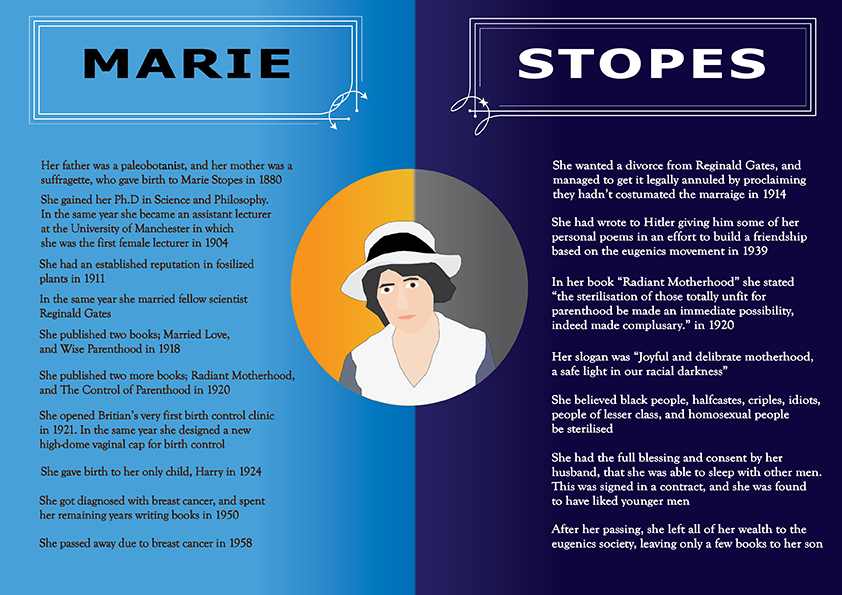 MARIE
Her father was a paleobotanist, and her mother was a
suffragette, who gave birth to Marie Stopes in 1880
She gained her Ph.D in Science and Philosophy.
In the same year she became an assistant lecturer
at the University of Manchester in which
she was the first female lecturer in 1904
She had an established reputation in fosilized
plants in 1911
In the same year she married fellow scientist
Reginald Gates
She published two books; Married Love,
and Wise Parenthood in 1918
She published two more books; Radiant Motherhood,
and The Control of Parenthood in 1920
She opened Britian's very first birth control clinic
in 1921. In the same year she designed a new
high-dome vaginal cap for birth control
She gave birth to her only child, Harry in 1924
She got diagnosed with breast cancer, and spent
her remaining years writing books in 1950
She passed away due to breast cancer in 1958
STOPES
She wanted a divorce from Reginald Gates, and
managed to get it legally annuled by proclaiming
they hadn't costumated the marraige in 1914
She had wrote to Hitler giving him some of her
personal poems in an effort to build a friendship
based on the eugenics movement in 1939
In her book “Radiant Motherhood” she stated
“the sterilisation of those totally unfit for
parenthood be made an immediate possibility,
indeed made complusary.” in 1920
Her slogan was “Joyful and delibrate motherhood,
a safe light in our racial darkness”
She believed black people, halfcastes, criples, idiots,
people of lesser class, and homosexual people
be sterilised
She had the full blessing and consent by her
husband, that she was able to sleep with other men.
This was signed in a contract, and she was found
to have liked younger men
After her passing, she left all of her wealth to the
eugenics society, leaving only a few books to her son